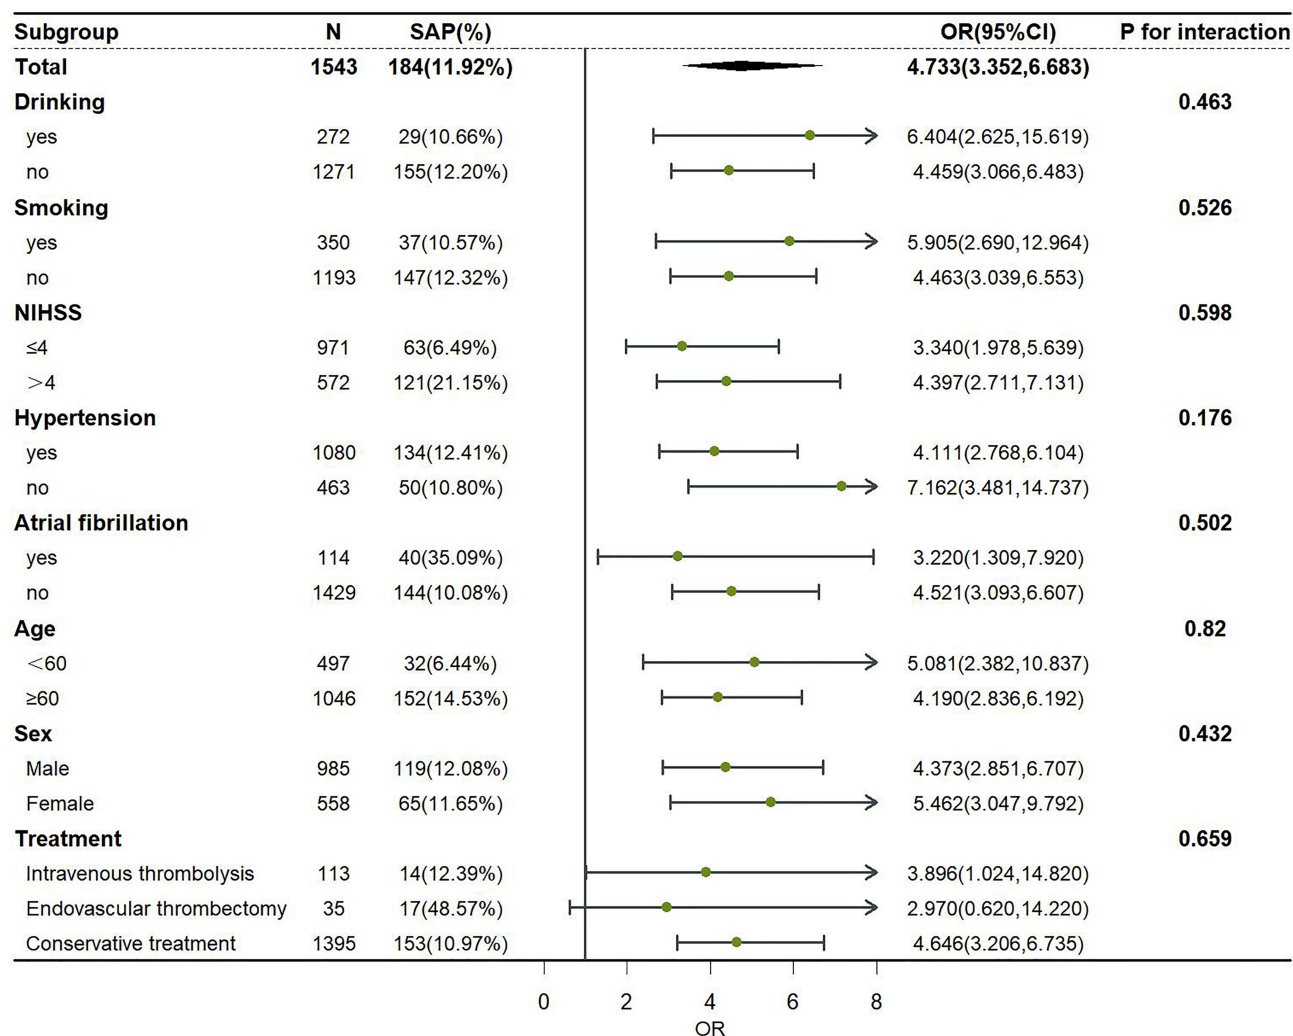 Subgroup N SAP(%) OR(95%CI) P for interaction
Total 1543 184(11.92%) 4.733(3.352,6.683)
Drinking 0.463
yes 272 29(10.66%) 6.404(2.625,15.619)
no 1271 155(12.20%) 4.459(3.066,6.483)
Smoking 0.526
yes 350 37(10.57%) 5.905(2.690,12.964)
no 1193 147(12.32%) 4.463(3.039,6.553)
NIHSS 0.598
≤4 971 63(6.49%) 3.340(1.978,5.639)
＞4 572 121(21.15%) 4.397(2.711,7.131)
Hypertension 0.176
yes 1080 134(12.41%) 4.111(2.768,6.104)
no 463 50(10.80%) 7.162(3.481,14.737)
Atrial fibrillation 0.502
yes 114 40(35.09%) 3.220(1.309,7.920)
no 1429 144(10.08%) 4.521(3.093,6.607)
Age 0.82
＜60 497 32(6.44%) 5.081(2.382,10.837)
≥60 1046 152(14.53%) 4.190(2.836,6.192)
Sex 0.432
Male 985 119(12.08%) 4.373(2.851,6.707)
Female 558 65(11.65%) 5.462(3.047,9.792)
Treatment 0.659
Intravenous thrombolysis 113 14(12.39%) 3.896(1.024,14.820)
Endovascular thrombectomy 35 17(48.57%) 2.970(0.620,14.220)
Conservative treatment 1395 153(10.97%) 4.646(3.206,6.735)
0 2 4 6 8
OR